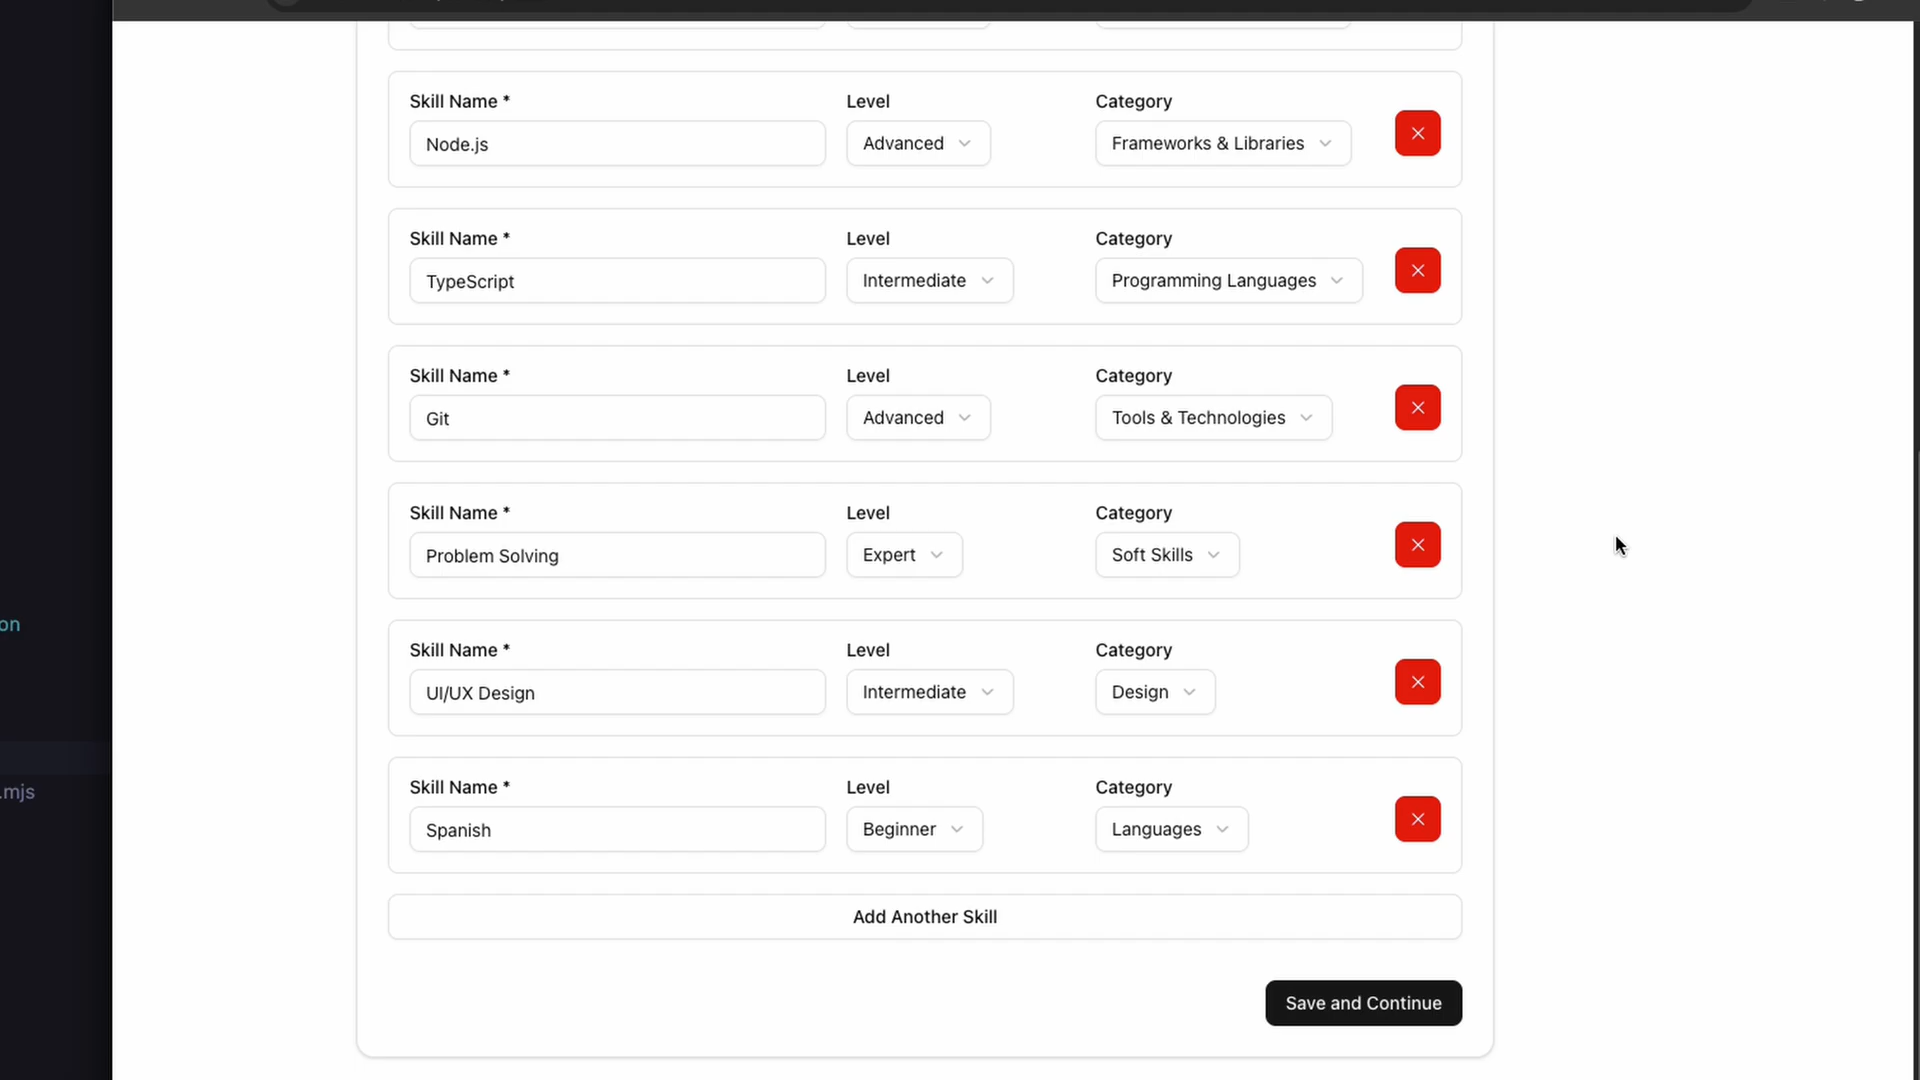 Skill Name * Level Category
Node.js Advanced Frameworks & Libraries
Skill Name * Level Category
TypeScript Intermediate Programming Languages
Skill Name * Level Category
Git Advanced Tools & Technologies
Skill Name * Level Category
Problem Solving Expert Soft Skills
on
Skill Name * Level Category
UI/UX Design Intermediate Design
Skill Name * Level Category
.mjs
Spanish Beginner Languages
Add Another Skill
Save and Continue